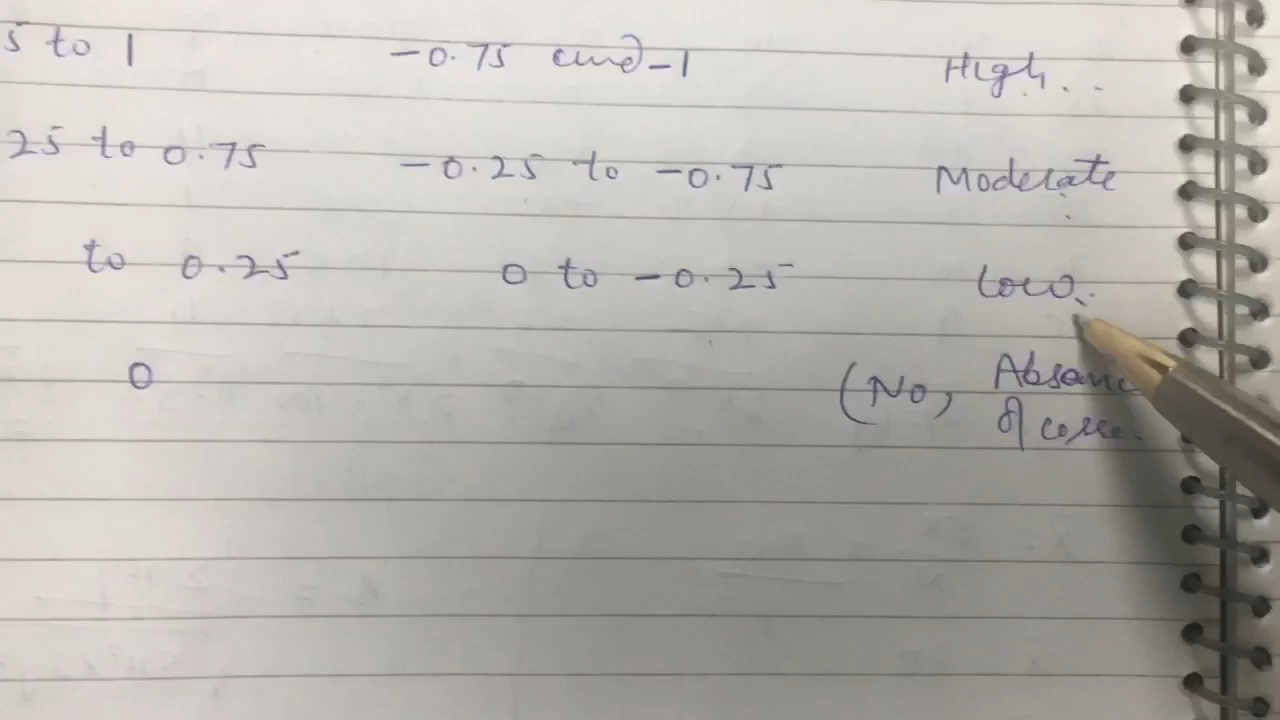 5 to 1 -0.75 and -1 High..
25 to 0.75 -0.25 to -0.75 Moderate
to 0.25 0 to -0.25 Low.
0 (No, Absenc
of corre.